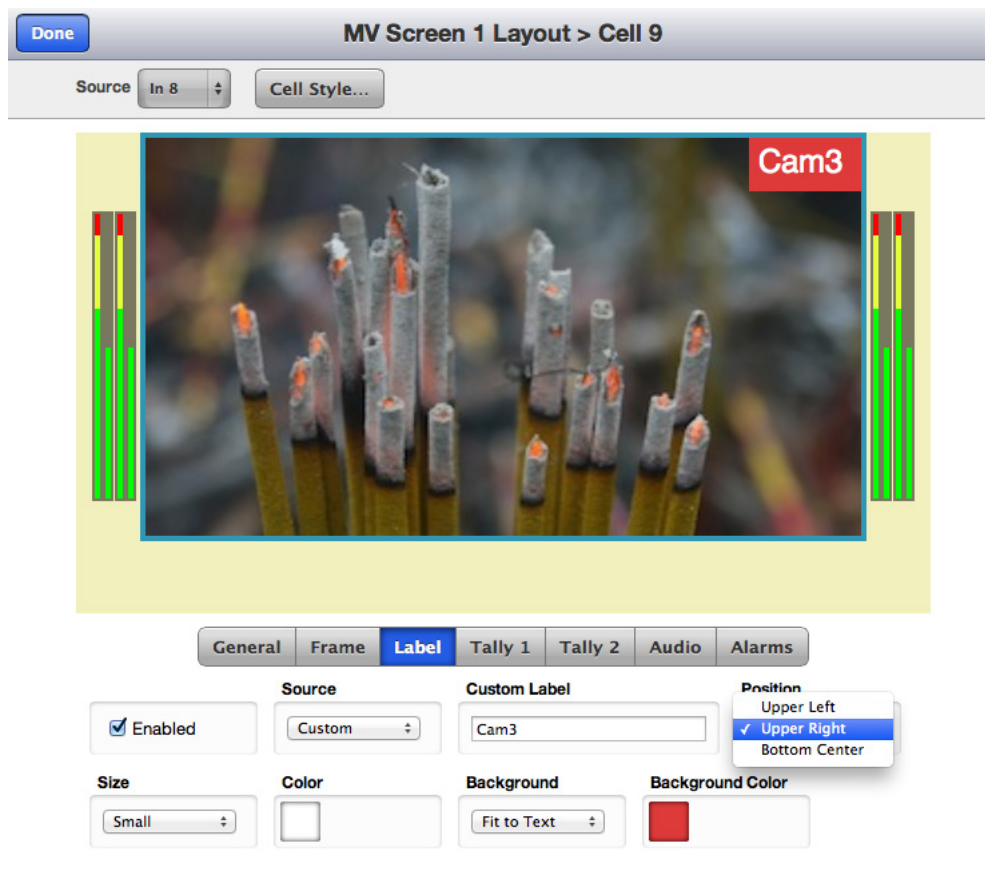 Done
MV Screen 1 Layout > Cell 9
Source
In 8
Cell Style...
Cam3
General
Frame
Label
Tally 1
Tally 2
Audio
Alarms
Source
Custom Label
Position
Enabled
Custom
Cam3
Upper Left
✓ Upper Right
Bottom Center
Size
Color
Background
Background Color
Small
Fit to Text